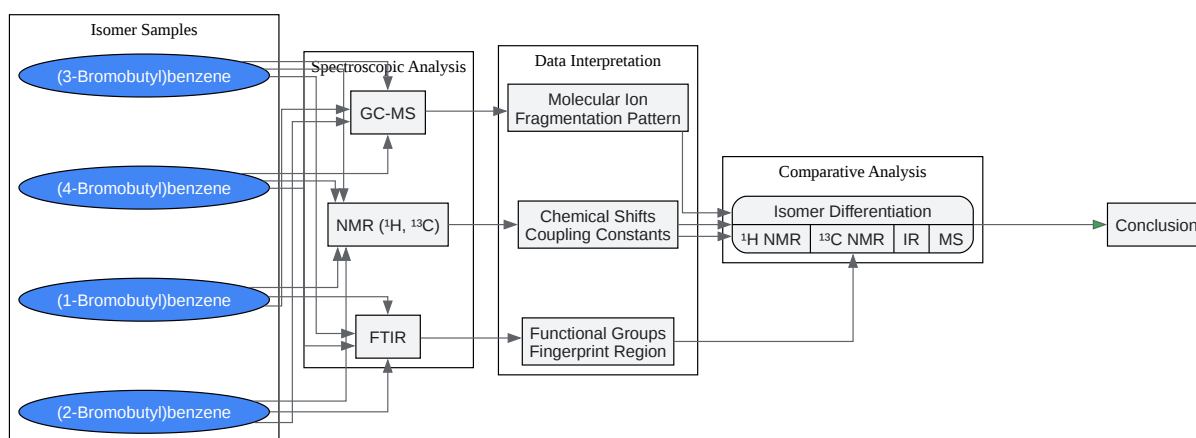 Isomer Samples
(3-Bromobutyl)benzene
(4-Bromobutyl)benzene
(1-Bromobutyl)benzene
(2-Bromobutyl)benzene
Spectroscopic Analysis
GC-MS
NMR (¹H, ¹³C)
FTIR
Data Interpretation
Molecular Ion
Fragmentation Pattern
Chemical Shifts
Coupling Constants
Functional Groups
Fingerprint Region
Comparative Analysis
Isomer Differentiation
¹H NMR
¹³C NMR
IR
MS
Conclusion